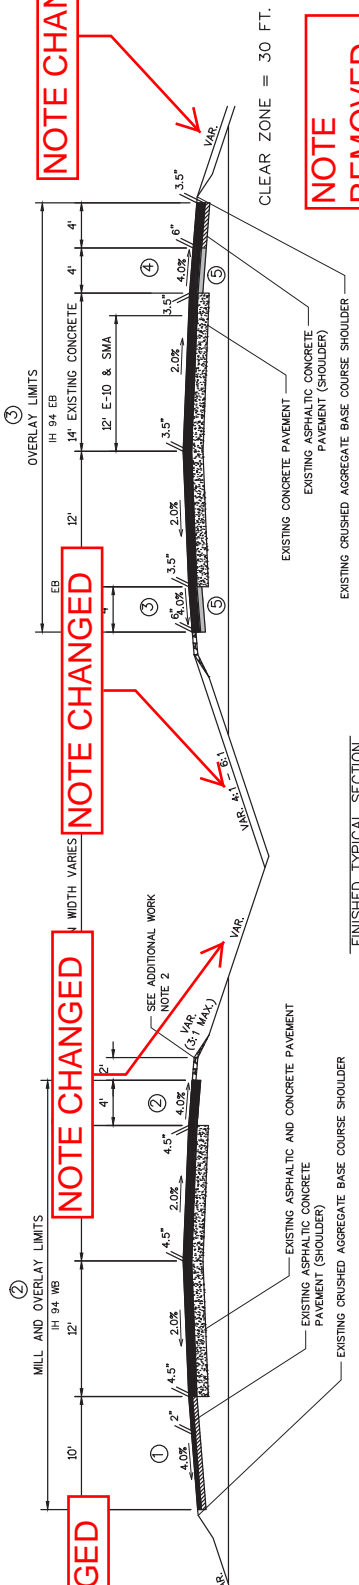 NOTE CHAN
CLEAR ZONE = 30 FT.
NOTE
REMOVED
③
OVERLAY LIMITS
IH 94 EB
12'
14' EXISTING CONCRETE
4'
4'
12' E-10 & SMA
EB
4'
③
④
6"
4.0%
3.5"
2.0%
3.5"
2.0%
3.5"
4.0%
6"
3.5"
VAR.
⑤
⑤
EXISTING CONCRETE PAVEMENT
EXISTING ASPHALTIC CONCRETE
PAVEMENT (SHOULDER)
EXISTING CRUSHED AGGREGATE BASE COURSE SHOULDER
NOTE CHANGED
WIDTH VARIES
VAR. 4:1 - 6:1
FINISHED TYPICAL SECTION
NOTE CHANGED
VAR.
SEE ADDITIONAL WORK
NOTE 2
VAR.
(3:1 MAX.)
②
MILL AND OVERLAY LIMITS
IH 94 WB
10'
12'
4'
2'
①
②
4.0%
2"
4.5"
2.0%
4.5"
2.0%
4.5"
4.0%
EXISTING ASPHALTIC AND CONCRETE PAVEMENT
EXISTING ASPHALTIC CONCRETE
PAVEMENT (SHOULDER)
EXISTING CRUSHED AGGREGATE BASE COURSE SHOULDER
GED